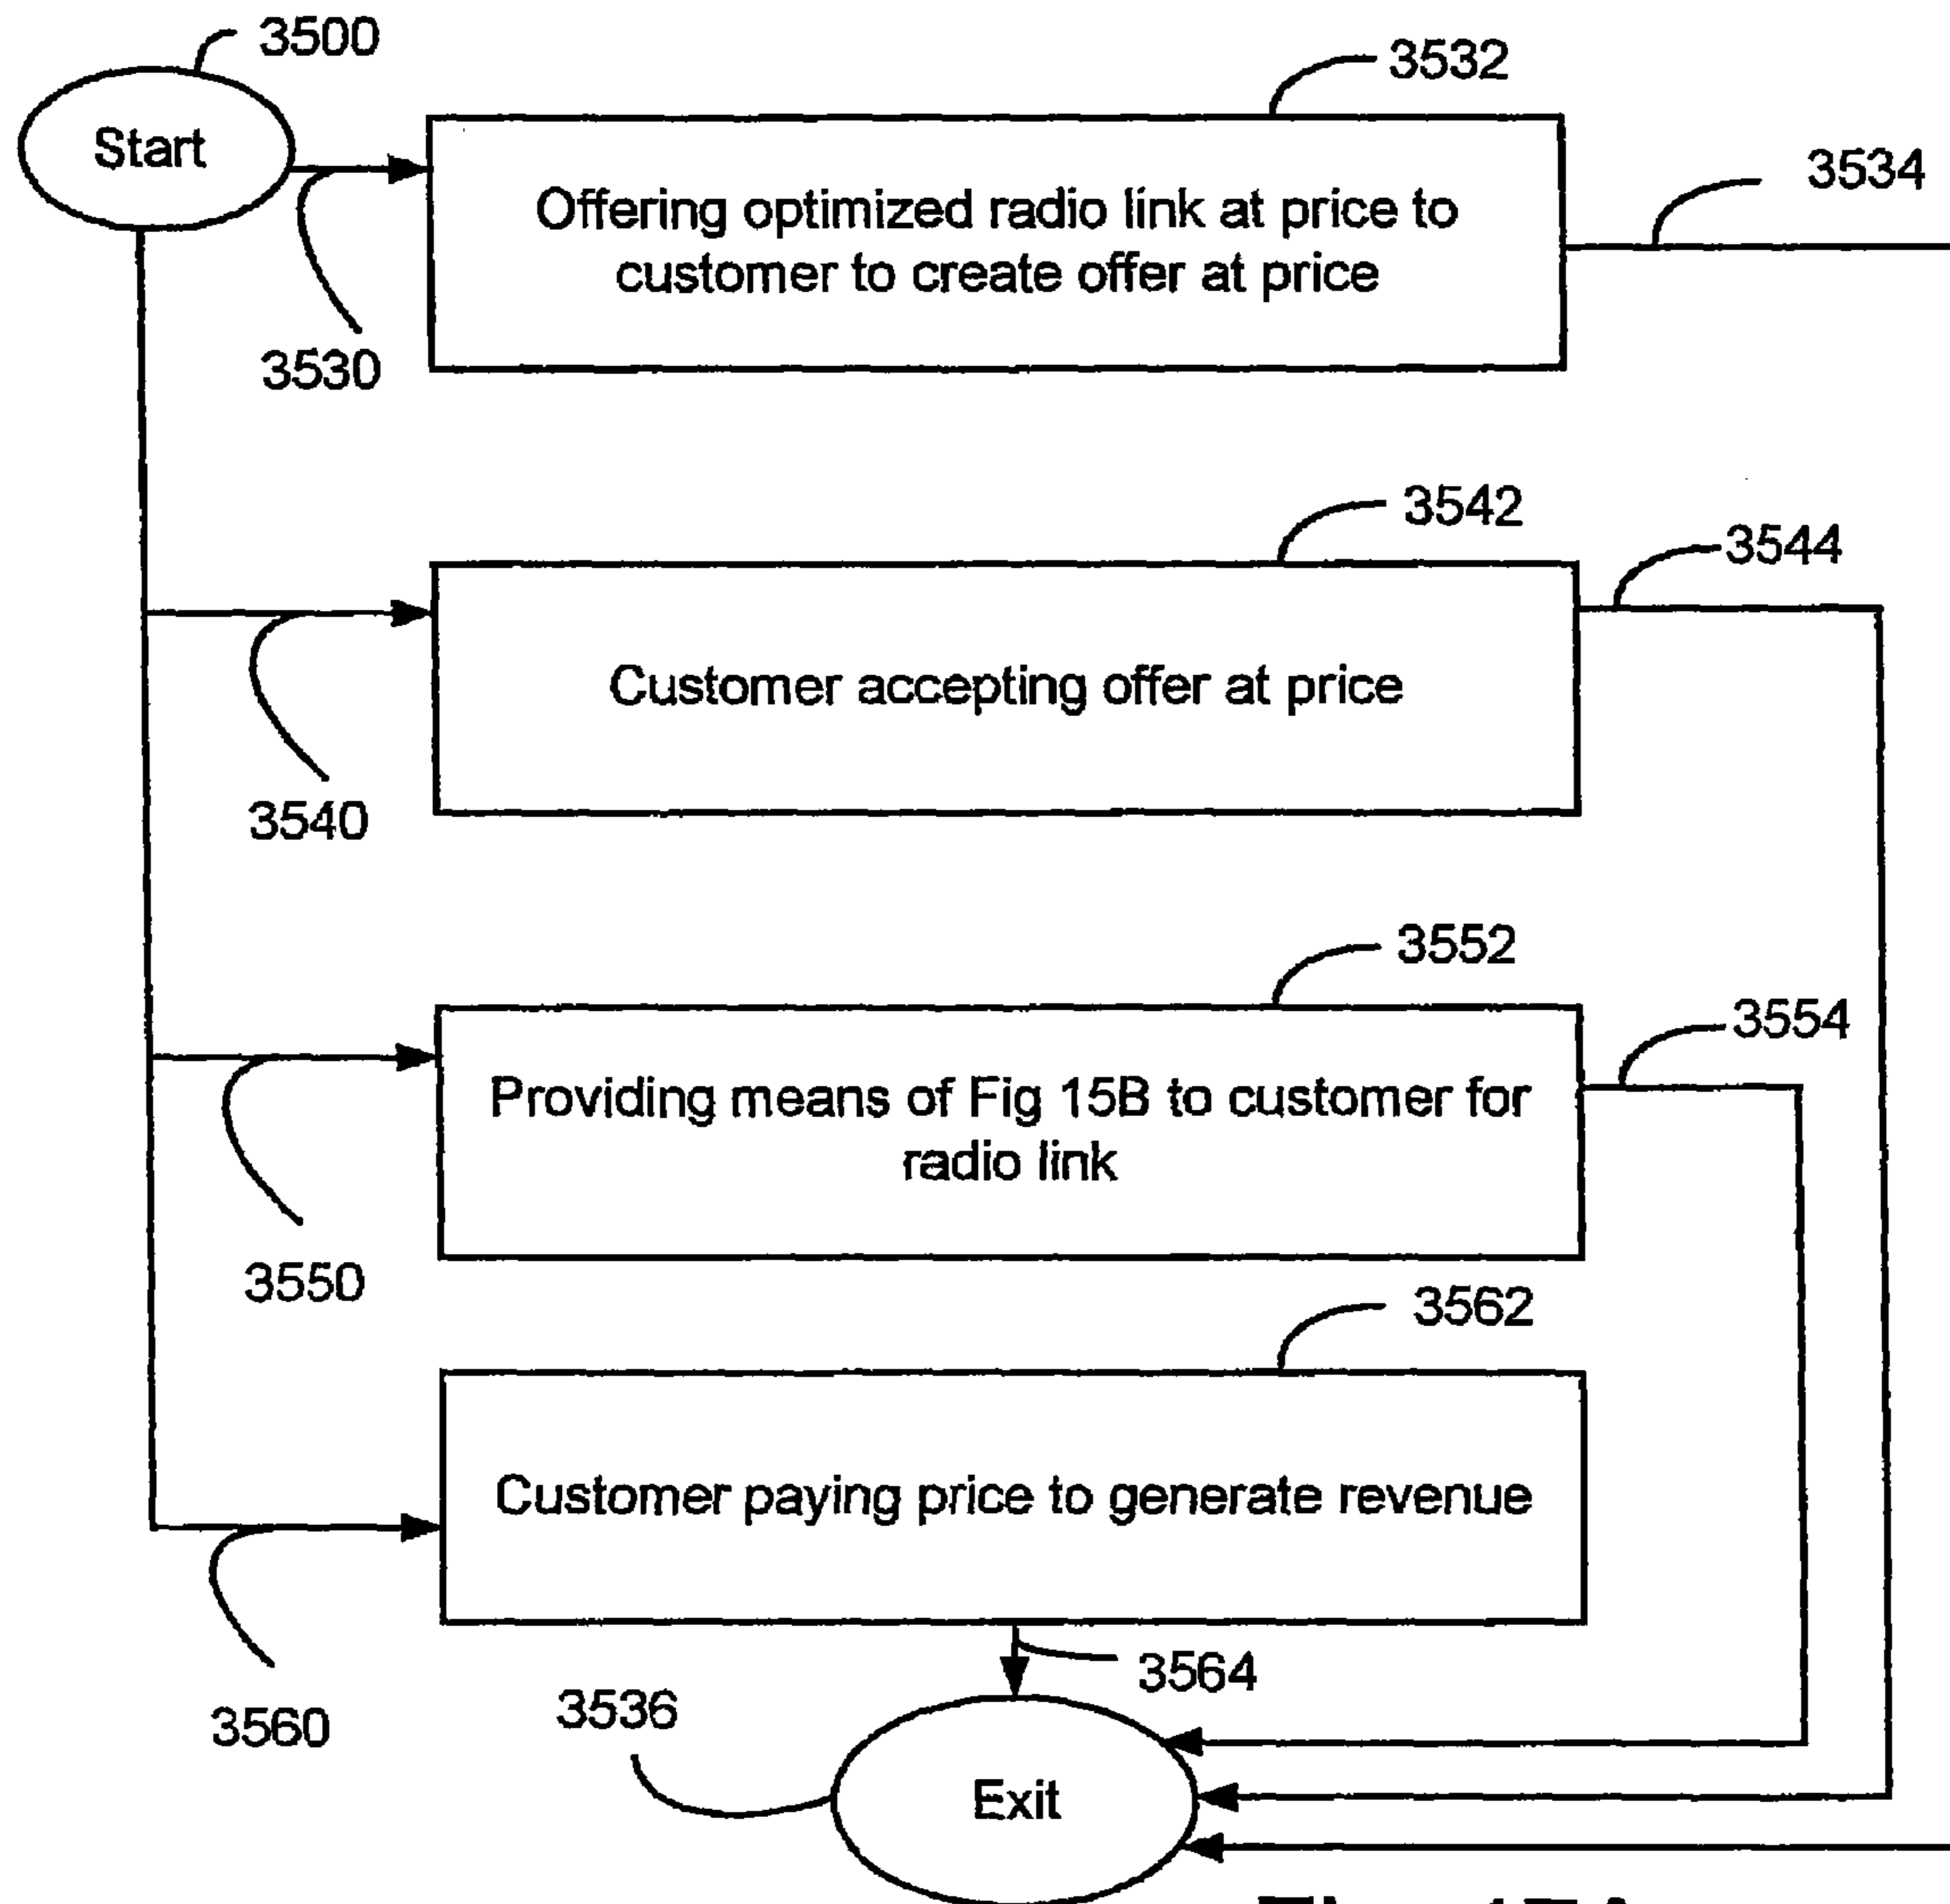 3500
3532
Start
3534
Offering optimized radio link at price to
customer to create offer at price
3530
3542
3544
Customer accepting offer at price
3540
3552
3554
Providing means of Fig 15B to customer for
radio link
3550
3562
Customer paying price to generate revenue
3564
3536
3560
Exit